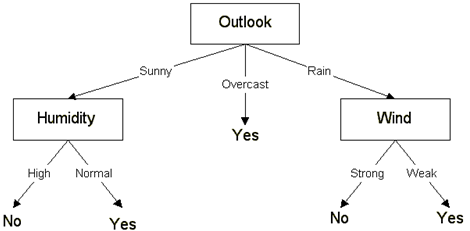 Outlook
Sunny
Overcast
Rain
Humidity
Yes
Wind
High
Normal
Strong
Weak
No
Yes
No
Yes